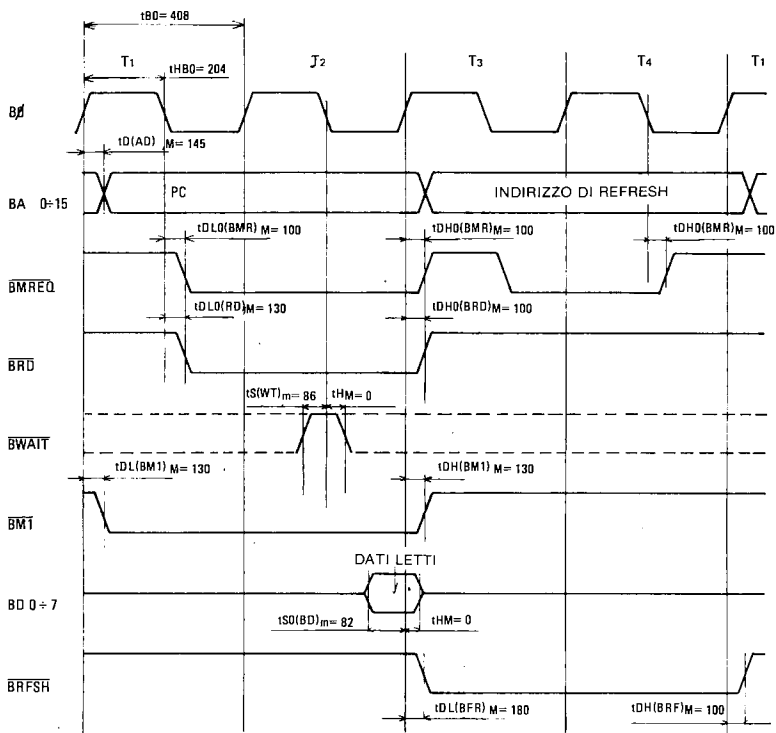 tB0= 408
T1 J2 T3 T4 T1
tHB0= 204
BØ
tD(AD) M= 145
BA 0÷15 PC INDIRIZZO DI REFRESH
tDL0(BMR)M= 100 tDH0(BMR)M= 100 tDH0(BMR)M= 100
BMREQ
tDL0(RD)M= 130 tDH0(BRD)M= 100
BRD
tS(WT)m= 86 tHM= 0
BWAIT
tDL(BM1) M= 130 tDH(BM1) M= 130
BM1
DATI LETTI
BD 0÷7
tS0(BD)m= 82 tHM= 0
BRFSH
tDL(BFR) M= 180 tDH(BRF)M= 100